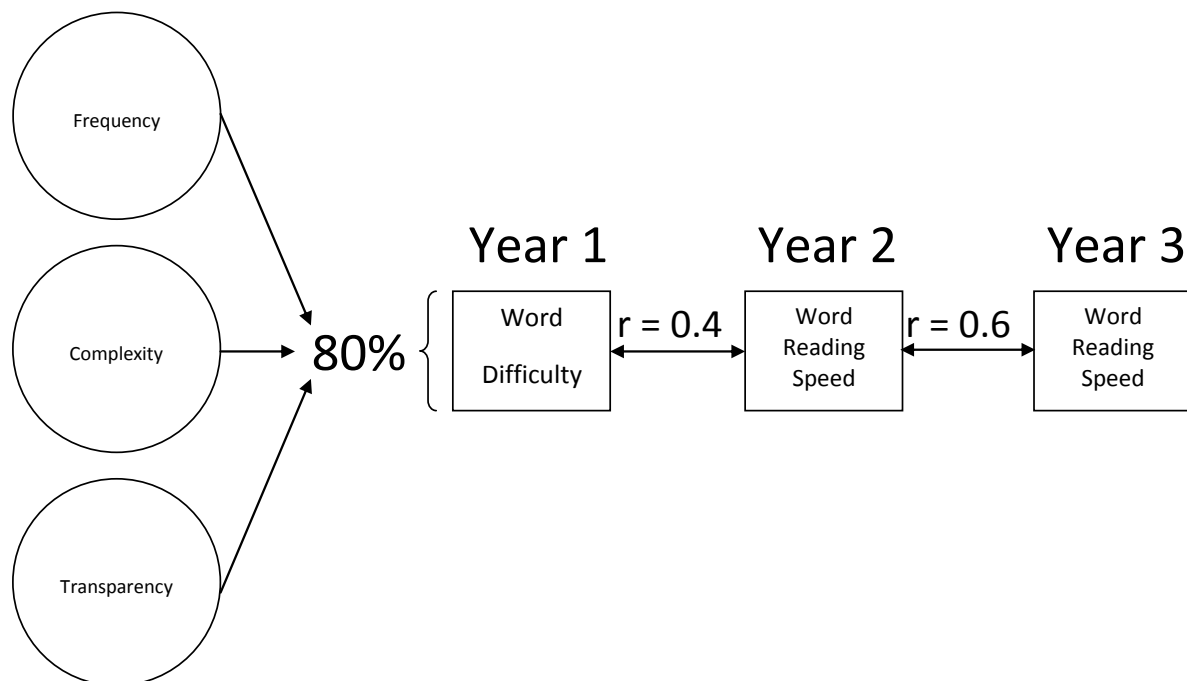 Frequency
Complexity
Transparency
80%
Year 1
Word
Difficulty
r = 0.4
Year 2
Word
Reading
Speed
r = 0.6
Year 3
Word
Reading
Speed